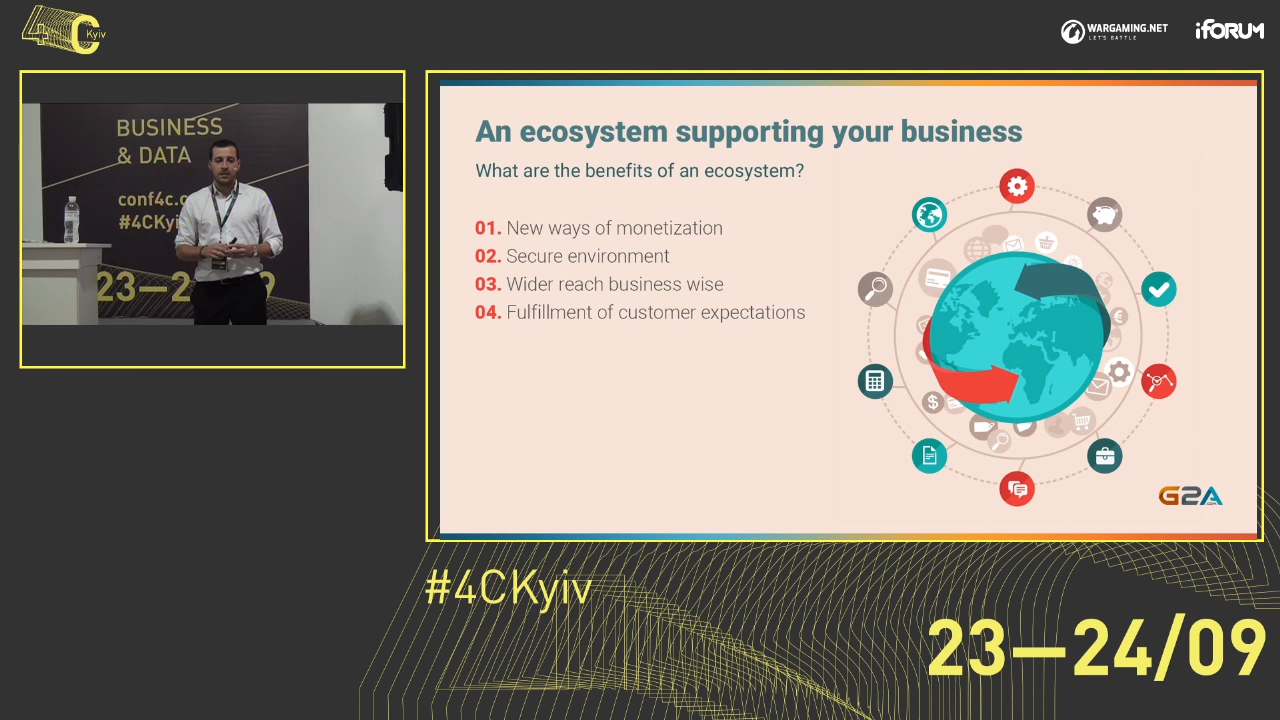 4C Kyiv
WARGAMING.NET
LET'S BATTLE
iFORUM
BUSINESS
& DATA
conf4c.c
#4CKyi
23—2 9
An ecosystem supporting your business
What are the benefits of an ecosystem?
01. New ways of monetization
02. Secure environment
03. Wider reach business wise
04. Fulfillment of customer expectations
$
€
G2A
#4CKyiv
23—24/09